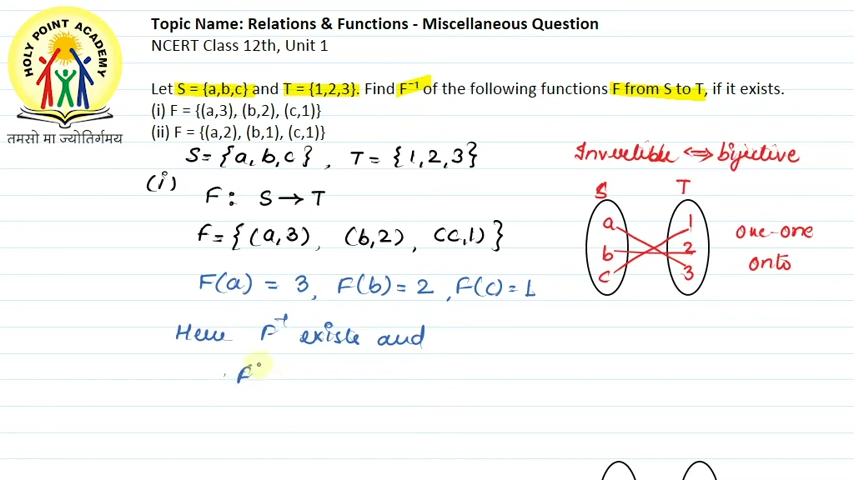 HOLY POINT ACADEMY
तमसो मा ज्योतिर्गमय
Topic Name: Relations & Functions - Miscellaneous Question
NCERT Class 12th, Unit 1
Let S = {a,b,c} and T = {1,2,3}. Find F⁻¹ of the following functions F from S to T, if it exists.
(i) F = {(a,3), (b,2), (c,1)}
(ii) F = {(a,2), (b,1), (c,1)}
S = {a, b, c}, T = {1, 2, 3}
(i) F: S → T
f = {(a,3), (b,2), (c,1)}
F(a) = 3, F(b) = 2, F(c) = 1
Here F⁻¹ exists and
F
Invertible ⇔ bijective
S T
a 1
b 2
c 3
one-one
onto